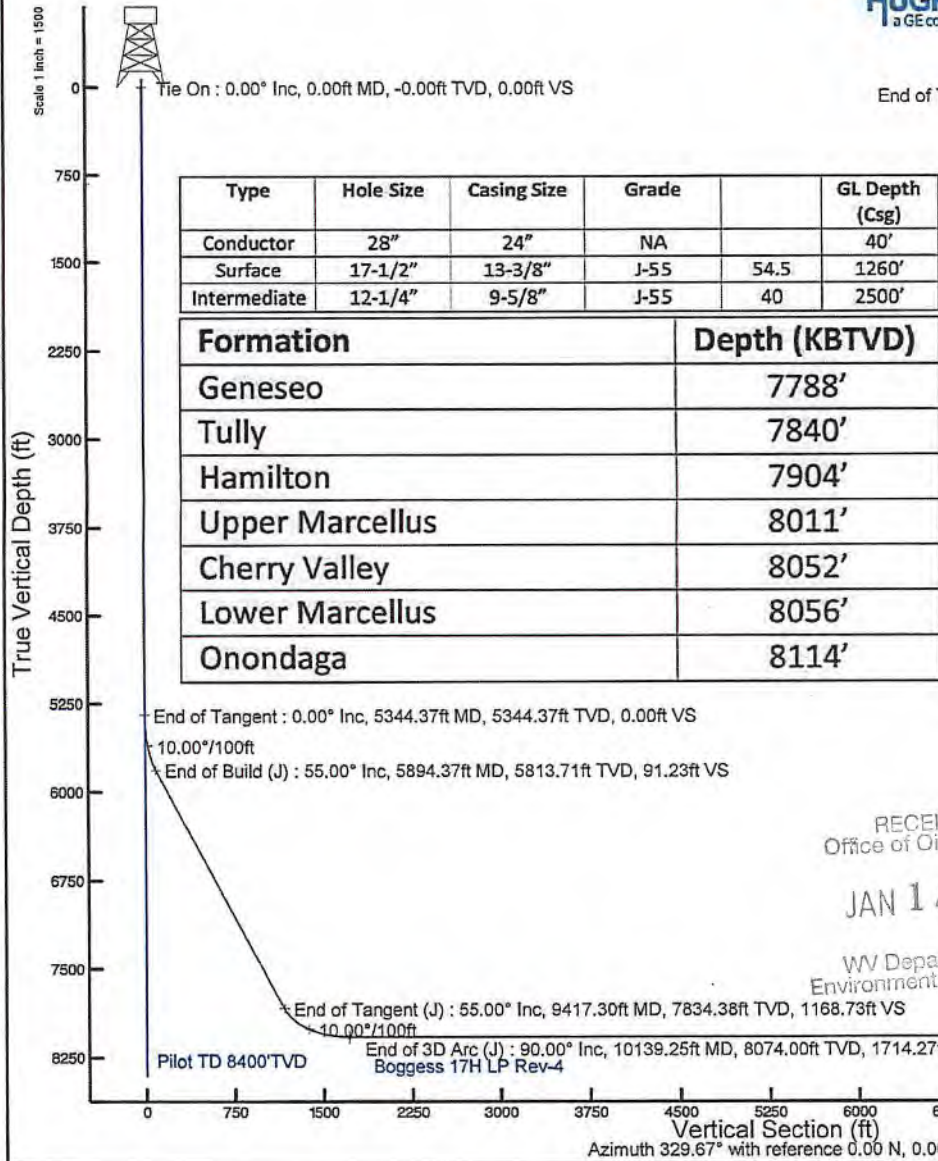 HUGHES
a GE co
Scale 1 inch = 1500
Tie On : 0.00° Inc, 0.00ft MD, -0.00ft TVD, 0.00ft VS
End of
Type Hole Size Casing Size Grade GL Depth (Csg)
Conductor 28" 24" NA 40'
Surface 17-1/2" 13-3/8" J-55 54.5 1260'
Intermediate 12-1/4" 9-5/8" J-55 40 2500'
Formation Depth (KBTVD)
Geneseo 7788'
Tully 7840'
Hamilton 7904'
Upper Marcellus 8011'
Cherry Valley 8052'
Lower Marcellus 8056'
Onondaga 8114'
True Vertical Depth (ft)
0
750
1500
2250
3000
3750
4500
5250
6000
6750
7500
8250
End of Tangent : 0.00° Inc, 5344.37ft MD, 5344.37ft TVD, 0.00ft VS
10.00°/100ft
End of Build (J) : 55.00° Inc, 5894.37ft MD, 5813.71ft TVD, 91.23ft VS
RECEI
Office of Oi
JAN 1
WV Depa
Environment
End of Tangent (J) : 55.00° Inc, 9417.30ft MD, 7834.38ft TVD, 1168.73ft VS
10.00°/100ft
End of 3D Arc (J) : 90.00° Inc, 10139.25ft MD, 8074.00ft TVD, 1714.27
Pilot TD 8400'TVD
Boggess 17H LP Rev-4
0 750 1500 2250 3000 3750 4500 5250 6000
Vertical Section (ft)
Azimuth 329.67° with reference 0.00 N, 0.0